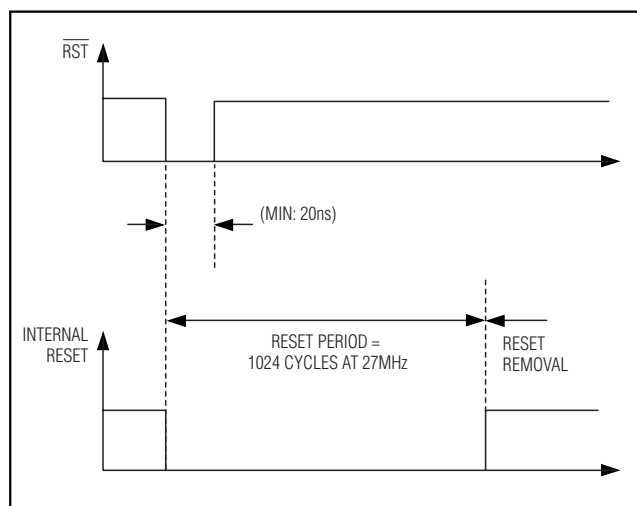 RST
(MIN: 20ns)
INTERNAL
RESET
RESET PERIOD =
1024 CYCLES AT 27MHz
RESET
REMOVAL